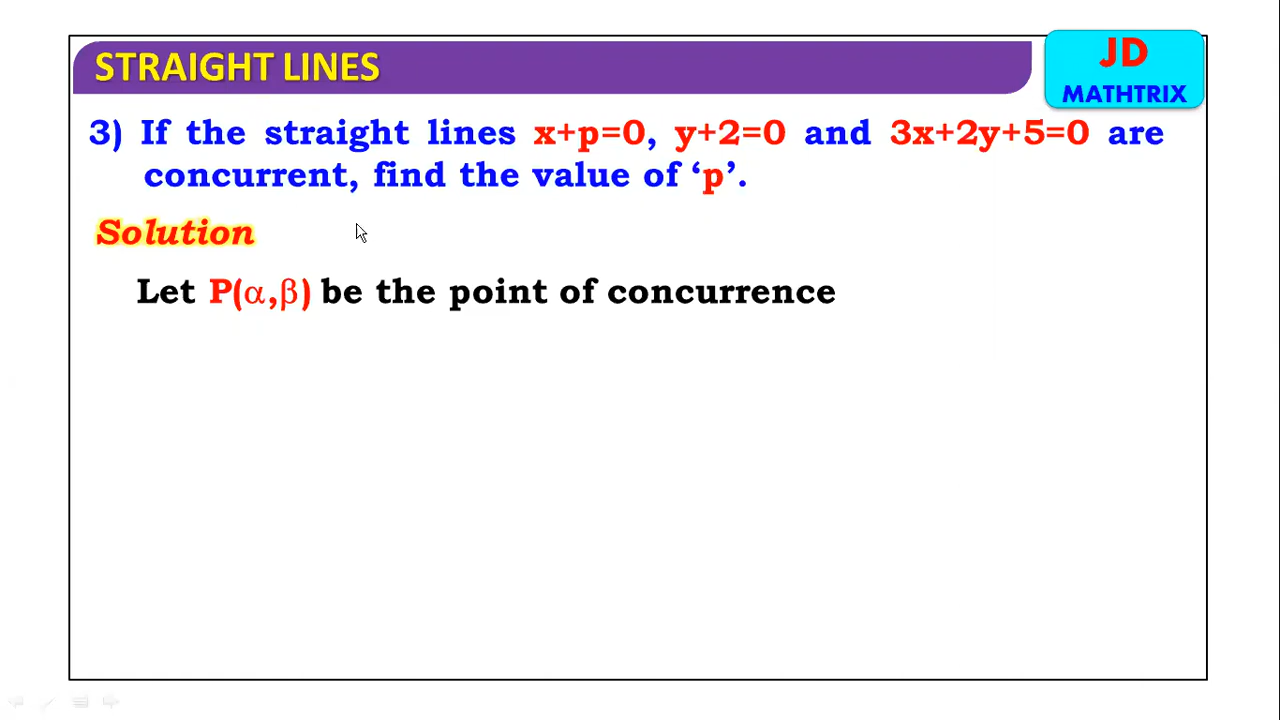 STRAIGHT LINES
JD
MATHTRIX
3) If the straight lines x+p=0, y+2=0 and 3x+2y+5=0 are
concurrent, find the value of ‘p’.
Solution
Let P(α,β) be the point of concurrence